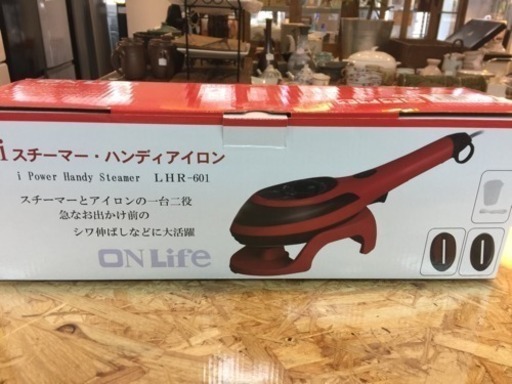 i スチーマー・ハンディアイロン
i Power Handy Steamer LHR-601
スチーマーとアイロンの一台二役
急なお出かけ前の
シワ伸ばしなどに大活躍
ON Life